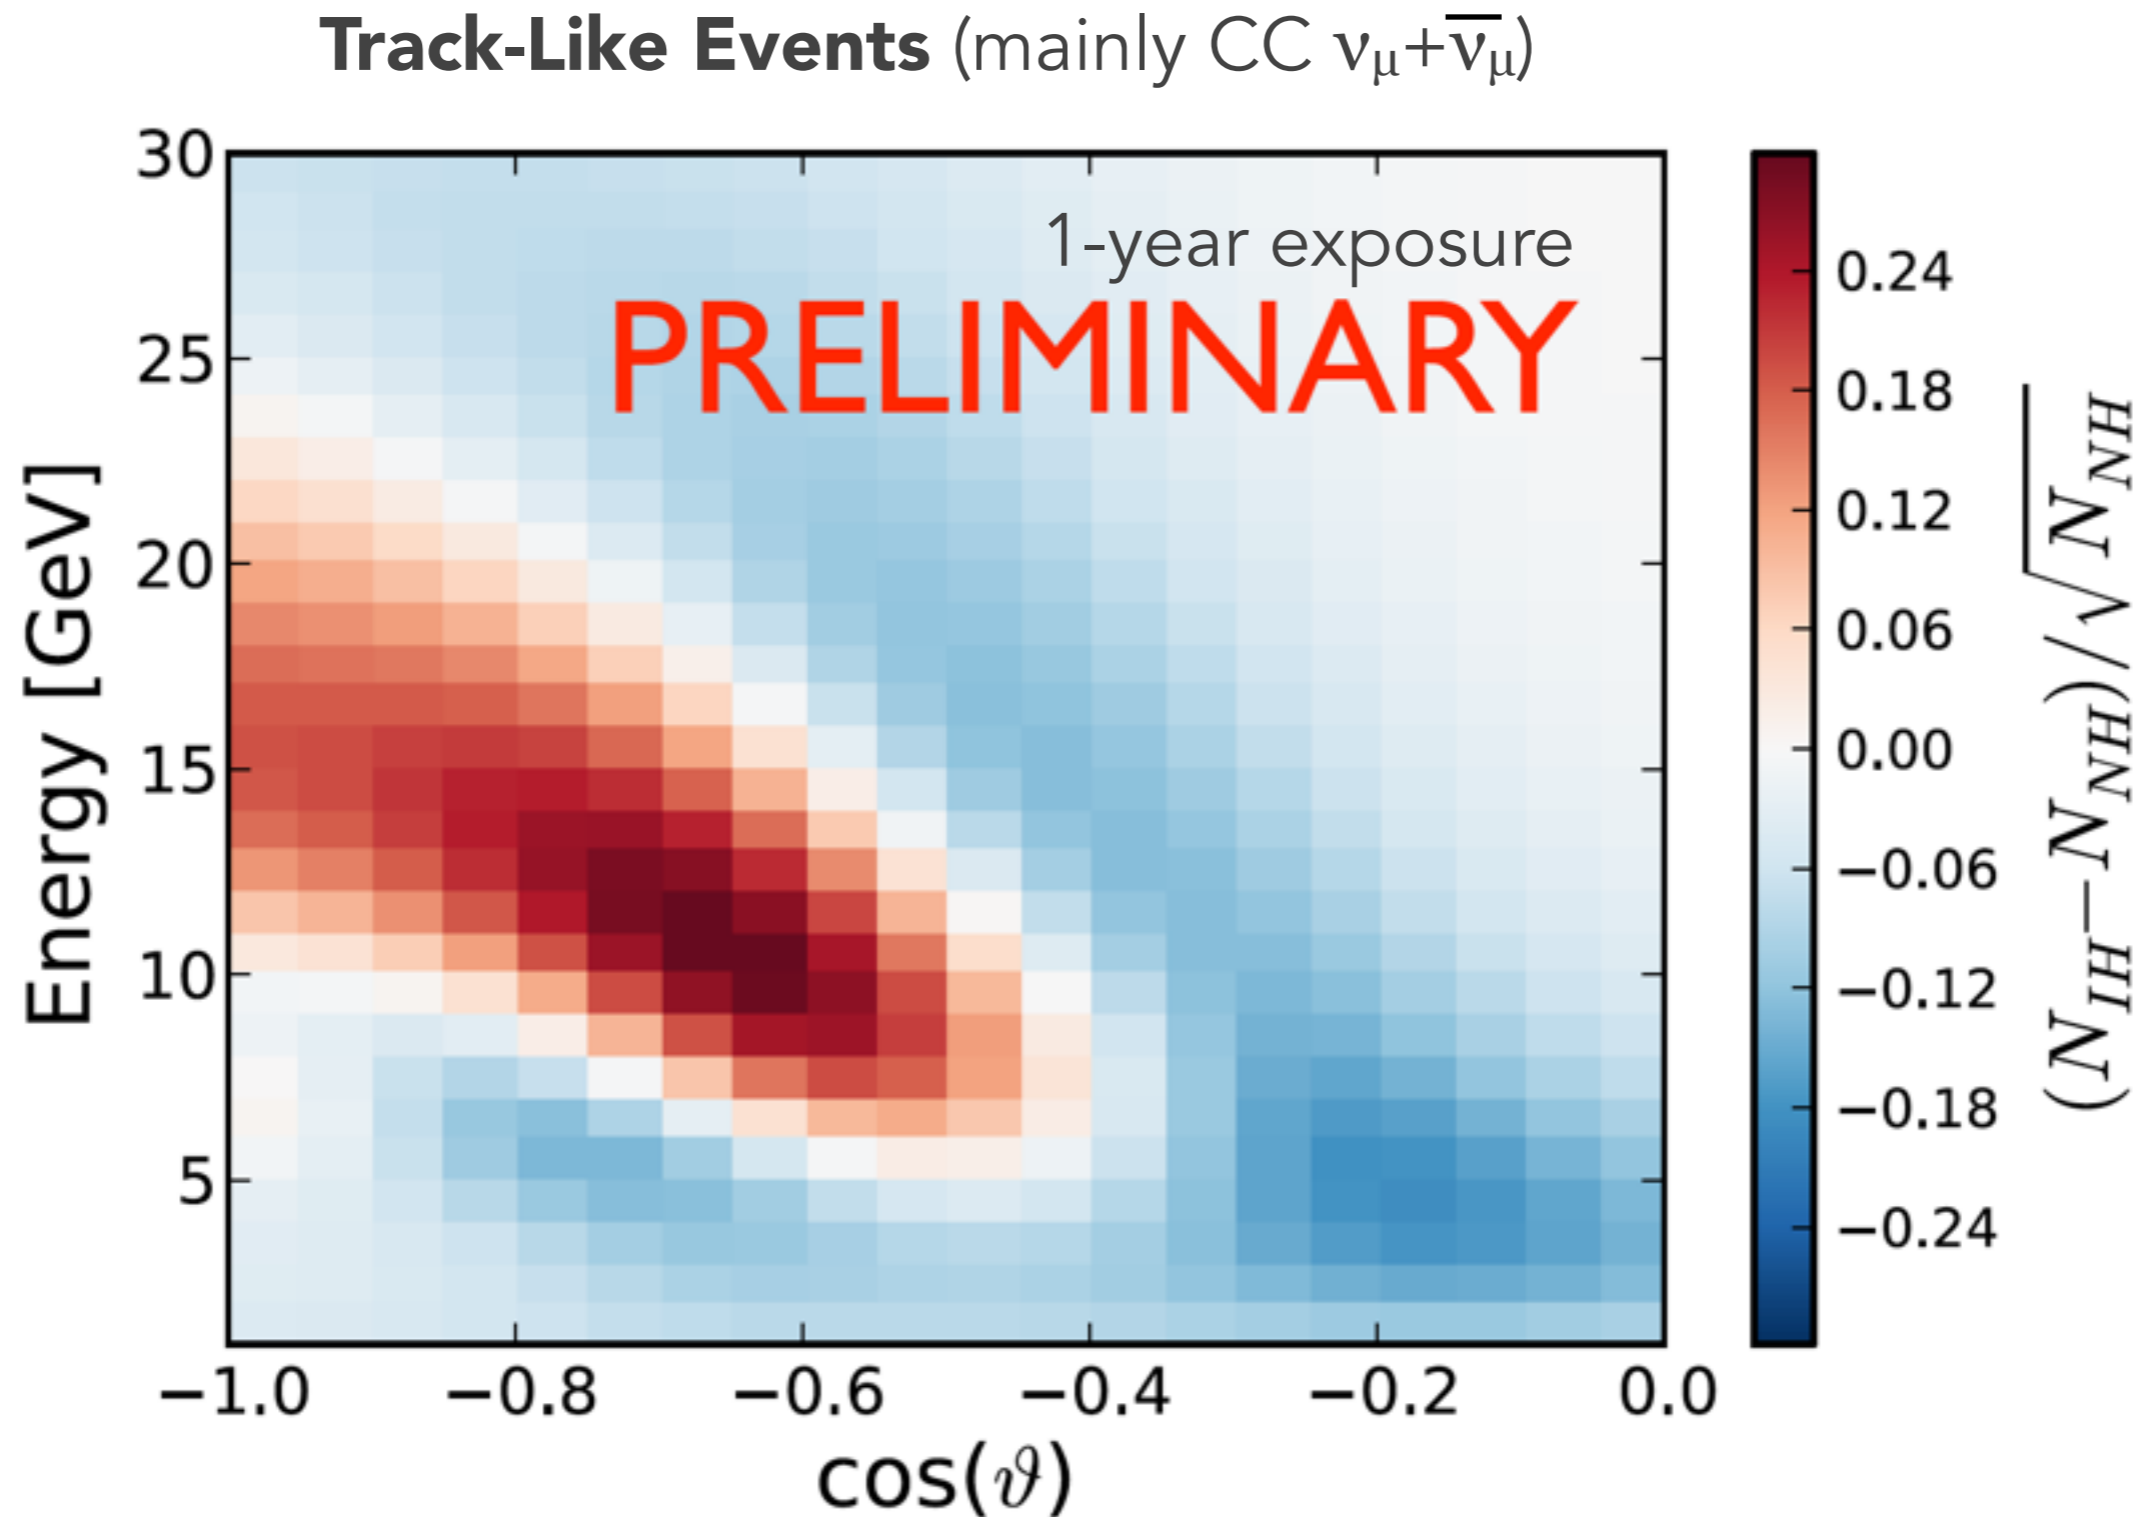 Track-Like Events (mainly CC νμ+ν̅μ)
1-year exposure
PRELIMINARY
30
25
20
15
10
5
Energy [GeV]
−1.0 −0.8 −0.6 −0.4 −0.2 0.0
cos(ϑ)
0.24
0.18
0.12
0.06
0.00
−0.06
−0.12
−0.18
−0.24
(N_IH−N_NH)/√N_NH